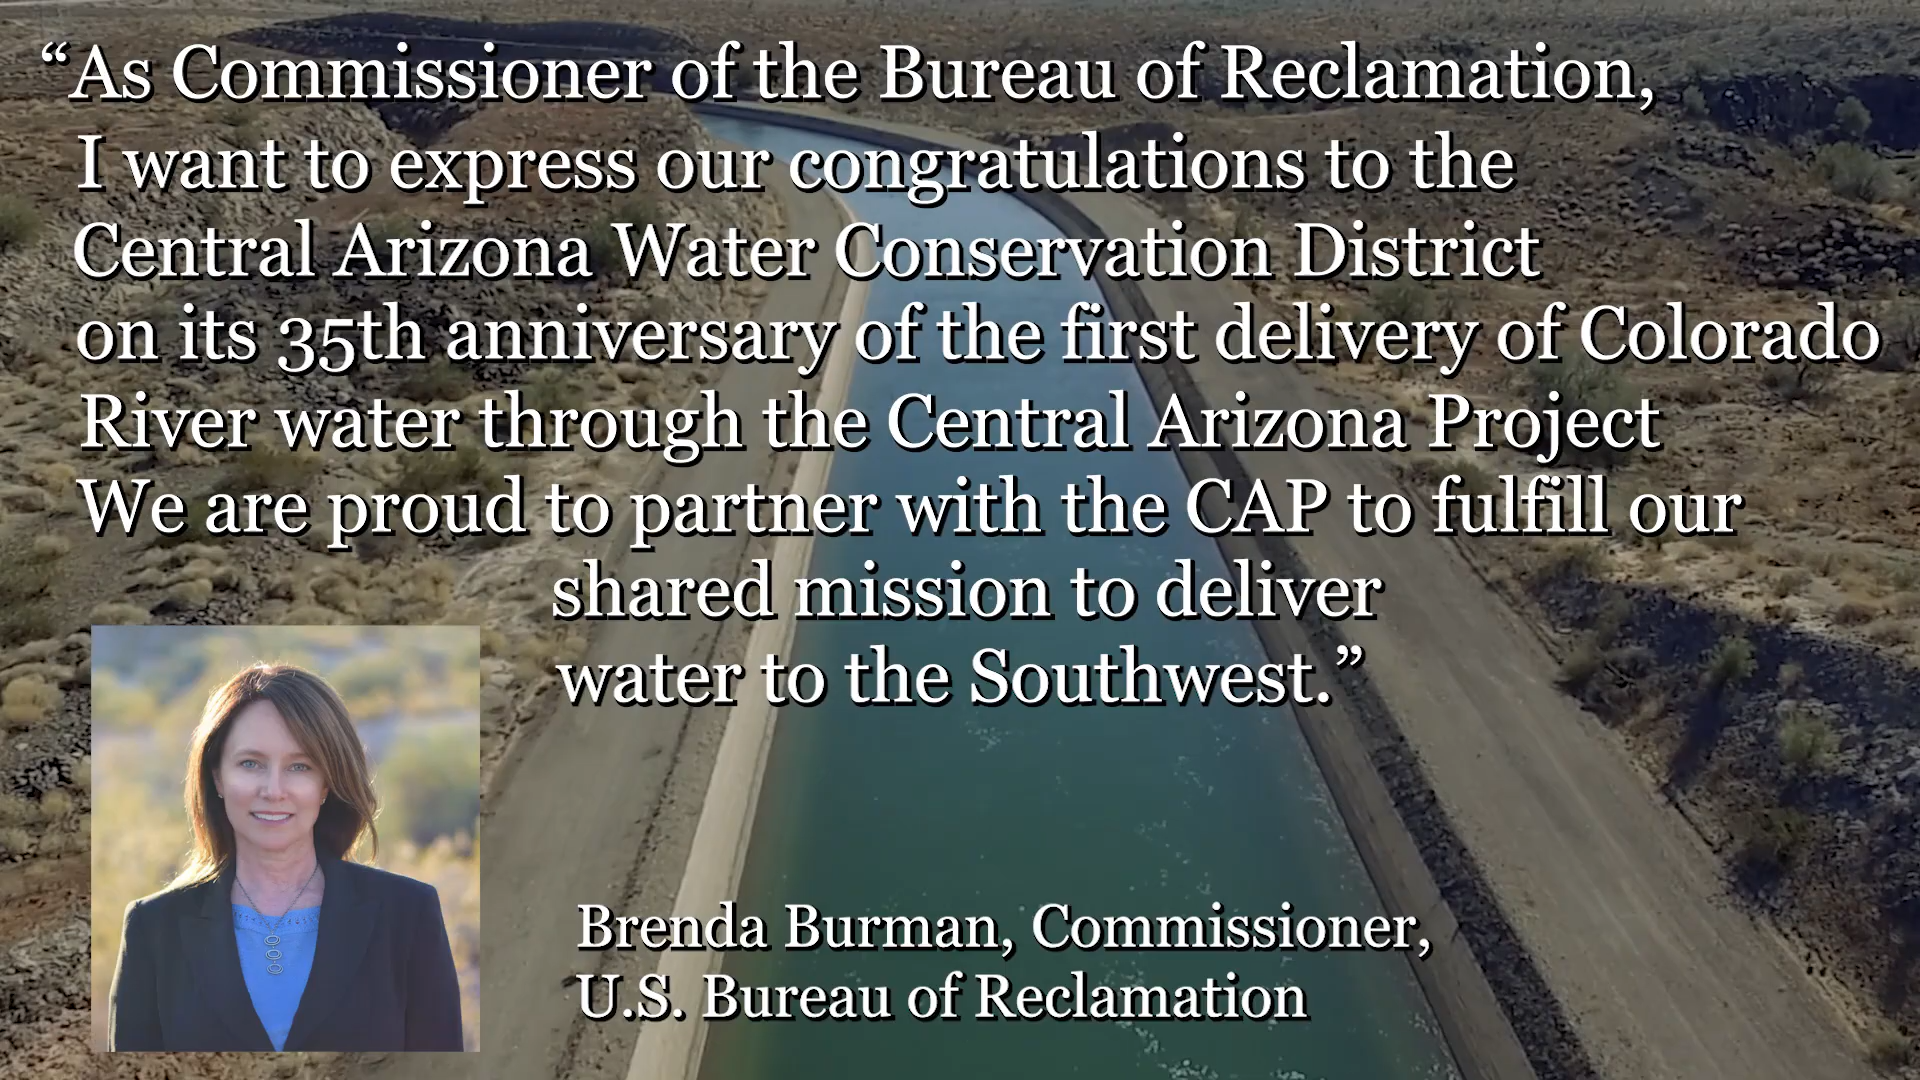 “As Commissioner of the Bureau of Reclamation,
I want to express our congratulations to the
Central Arizona Water Conservation District
on its 35th anniversary of the first delivery of Colorado
River water through the Central Arizona Project
We are proud to partner with the CAP to fulfill our
shared mission to deliver
water to the Southwest.”
Brenda Burman, Commissioner,
U.S. Bureau of Reclamation